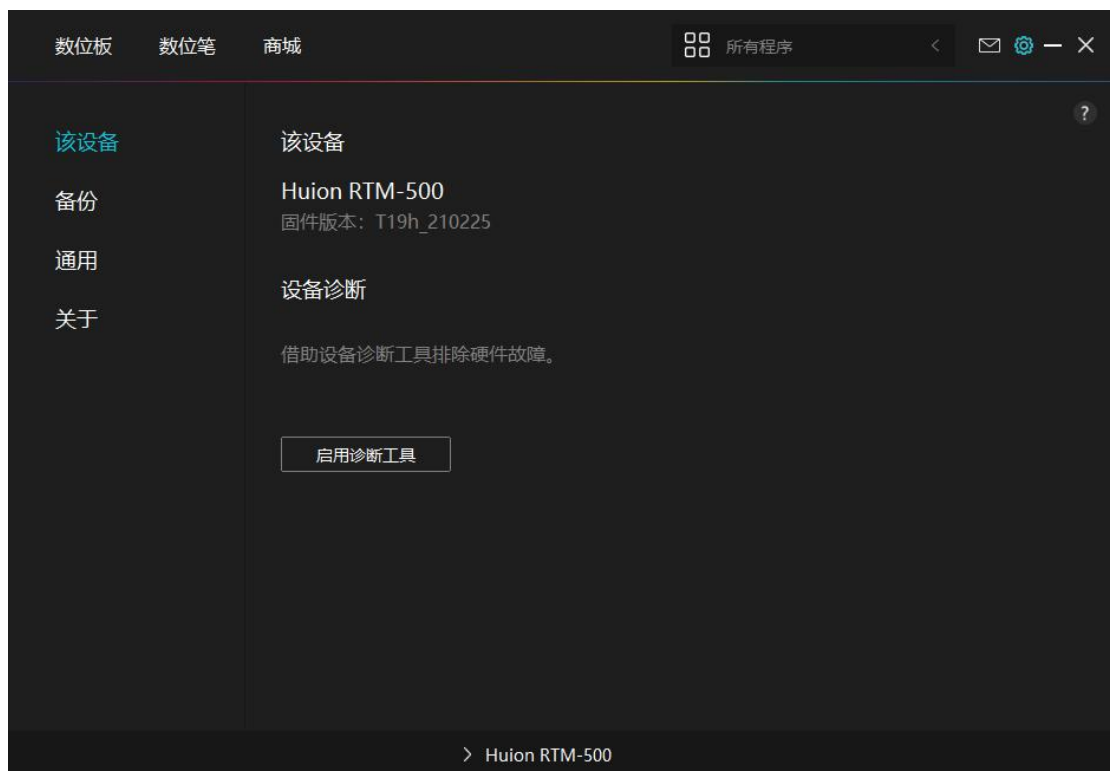 数位板 数位笔 商城 所有程序
?
该设备
备份
通用
关于
该设备
Huion RTM-500
固件版本：T19h_210225
设备诊断
借助设备诊断工具排除硬件故障。
启用诊断工具
Huion RTM-500